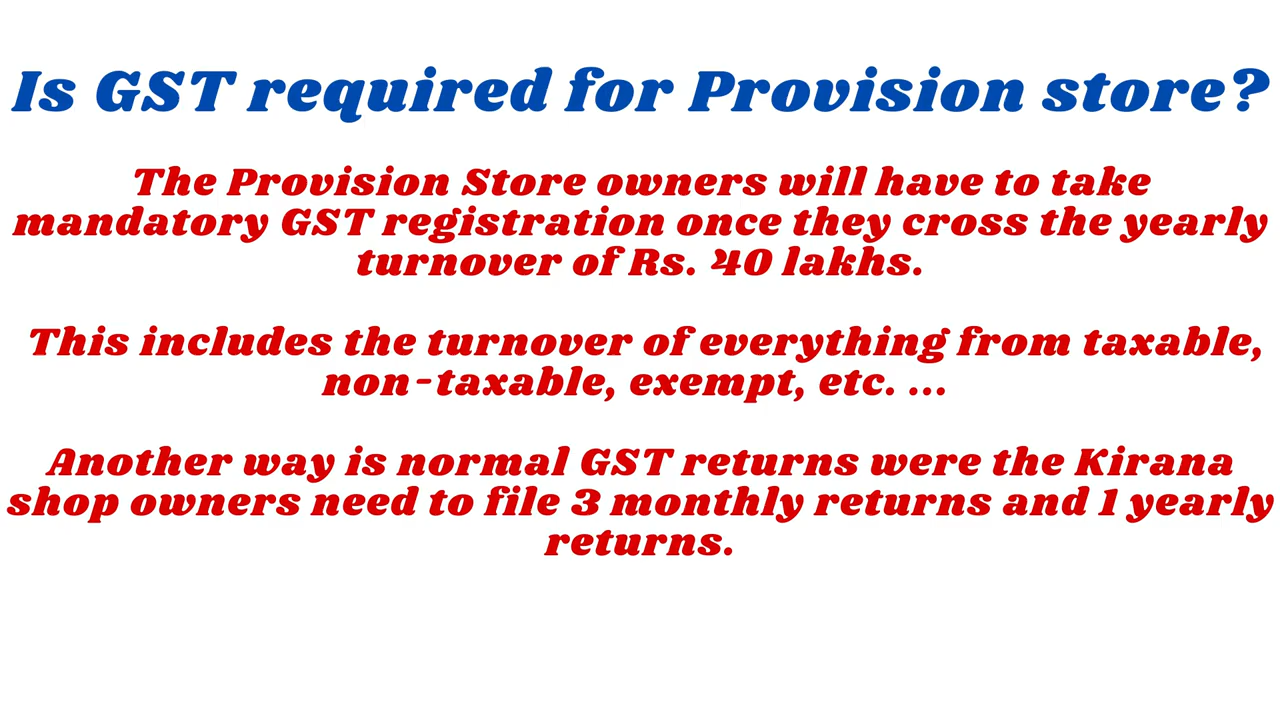 Is GST required for Provision store?
The Provision Store owners will have to take
mandatory GST registration once they cross the yearly
turnover of Rs. 40 lakhs.
This includes the turnover of everything from taxable,
non-taxable, exempt, etc. ...
Another way is normal GST returns were the Kirana
shop owners need to file 3 monthly returns and 1 yearly
returns.